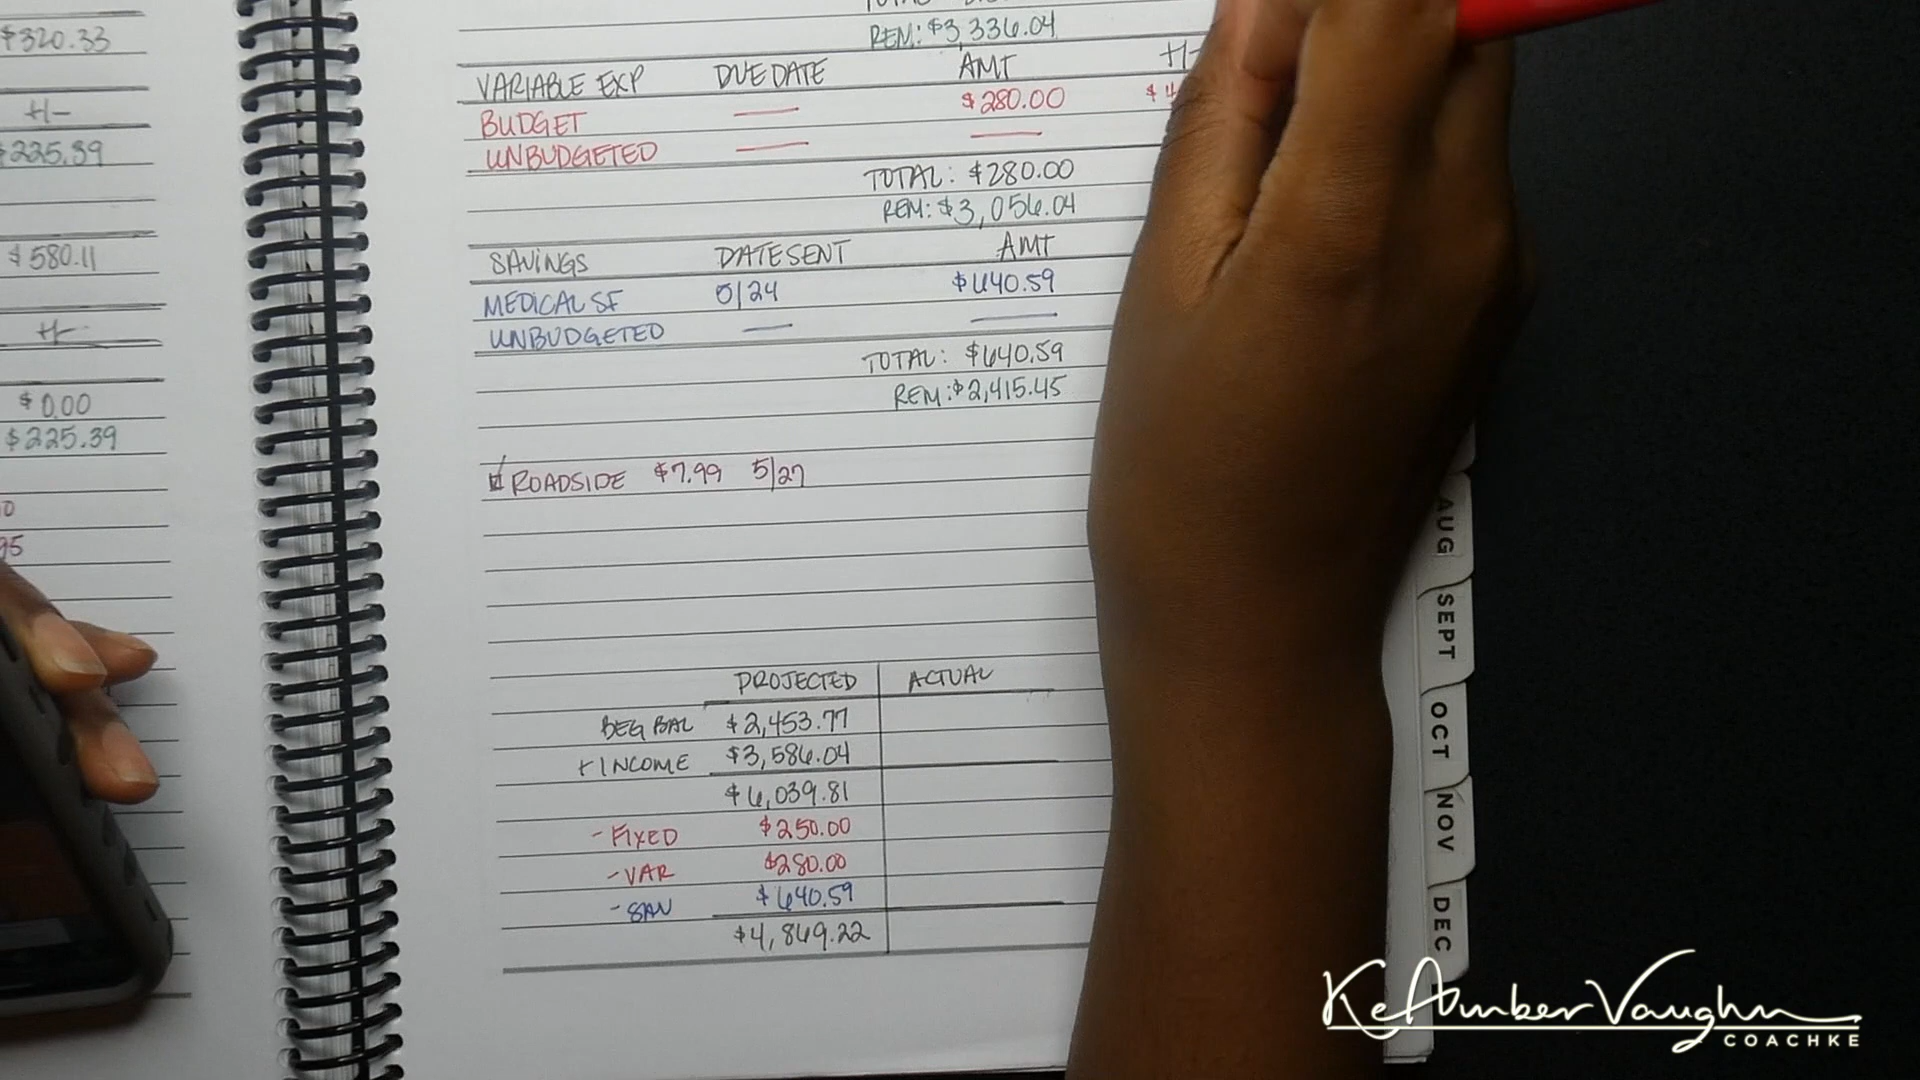 $320.33
+/-
$225.39
$580.11
+/-
$0.00
$225.39
0
95
REM: $3,336.04
VARIABLE EXP DUE DATE AMT +/-
BUDGET — $280.00 $4
UNBUDGETED — —
TOTAL: $280.00
REM: $3,056.04
SAVINGS DATE SENT AMT
MEDICAL SF 5/24 $640.59
UNBUDGETED — —
TOTAL: $640.59
REM: $2,415.45
ROADSIDE $7.99 5/27
PROJECTED ACTUAL
BEG BAL $2,453.77
+ INCOME $3,586.04
$6,039.81
- FIXED $250.00
- VAR $280.00
- SAV $640.59
$4,869.22
AUG
SEPT
OCT
NOV
DEC
KeAmber Vaughn
COACHKE